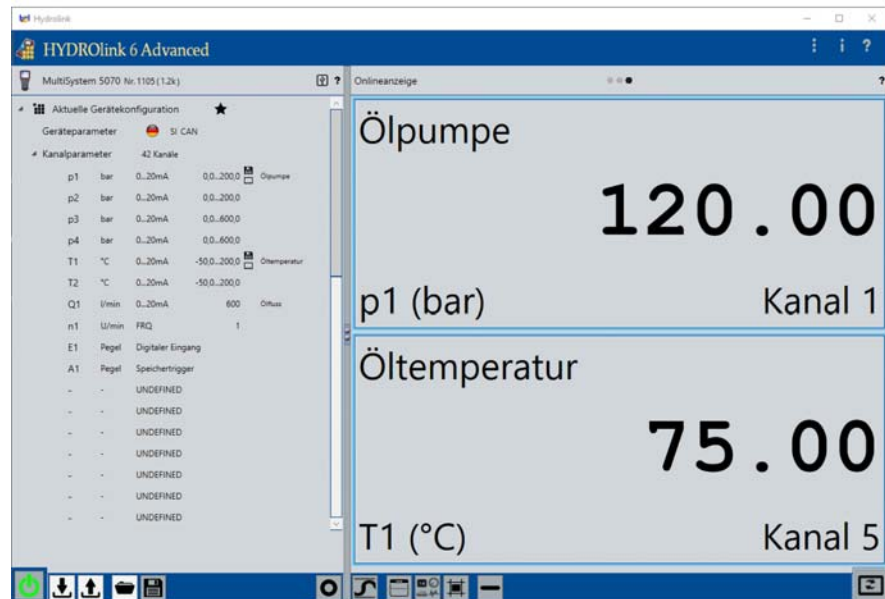 Hydrolink
HYDROlink 6 Advanced
i ?
MultiSystem 5070 Nr.1105 (1.2k) ?
Aktuelle Gerätekonfiguration
Geräteparameter SI CAN
Kanalparameter 42 Kanäle
p1 bar 0...20mA 0,0...200,0 Ölpumpe
p2 bar 0...20mA 0,0...200,0
p3 bar 0...20mA 0,0...600,0
p4 bar 0...20mA 0,0...600,0
T1 °C 0...20mA -50,0...200,0 Öltemperatur
T2 °C 0...20mA -50,0...200,0
Q1 l/min 0...20mA 600
n1 U/min FRQ 1
E1 Pegel Digitaler Eingang
A1 Pegel Speichertrigger
- - UNDEFINED
- - UNDEFINED
- - UNDEFINED
- - UNDEFINED
- - UNDEFINED
- - UNDEFINED
- - UNDEFINED
Onlineanzeige ?
Ölpumpe
120.00
p1 (bar) Kanal 1
Öltemperatur
75.00
T1 (°C) Kanal 5